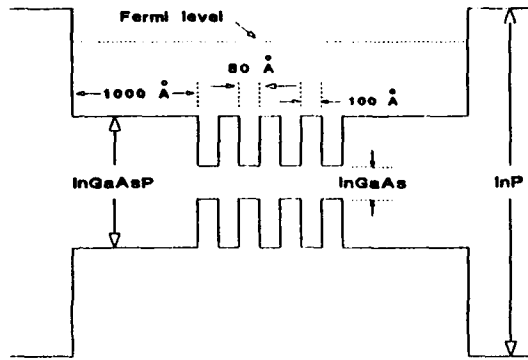 Fermi level
80 Å
1000 Å
100 Å
InGaAsP
InGaAs
InP